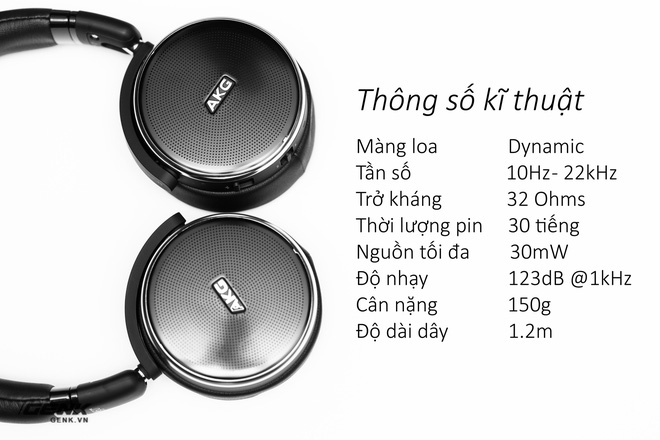 AKG
AKG
Thông số kĩ thuật
Màng loa Dynamic
Tần số 10Hz- 22kHz
Trở kháng 32 Ohms
Thời lượng pin 30 tiếng
Nguồn tối đa 30mW
Độ nhạy 123dB @1kHz
Cân nặng 150g
Độ dài dây 1.2m
GENK
GENK.VN